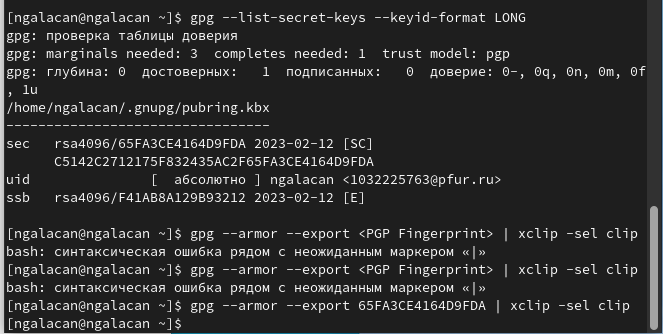 [ngalacan@ngalacan ~]$ gpg --list-secret-keys --keyid-format LONG
gpg: проверка таблицы доверия
gpg: marginals needed: 3  completes needed: 1  trust model: pgp
gpg: глубина: 0  достоверных:   1  подписанных:   0  доверие: 0-, 0q, 0n, 0m, 0f
, 1u
/home/ngalacan/.gnupg/pubring.kbx
---------------------------------
sec   rsa4096/65FA3CE4164D9FDA 2023-02-12 [SC]
      C5142C2712175F832435AC2F65FA3CE4164D9FDA
uid               [  абсолютно ] ngalacan <1032225763@pfur.ru>
ssb   rsa4096/F41AB8A129B93212 2023-02-12 [E]

[ngalacan@ngalacan ~]$ gpg --armor --export <PGP Fingerprint> | xclip -sel clip
bash: синтаксическая ошибка рядом с неожиданным маркером «|»
[ngalacan@ngalacan ~]$ gpg --armor --export <PGP Fingerprint> | xclip -sel clip
bash: синтаксическая ошибка рядом с неожиданным маркером «|»
[ngalacan@ngalacan ~]$ gpg --armor --export 65FA3CE4164D9FDA | xclip -sel clip
[ngalacan@ngalacan ~]$